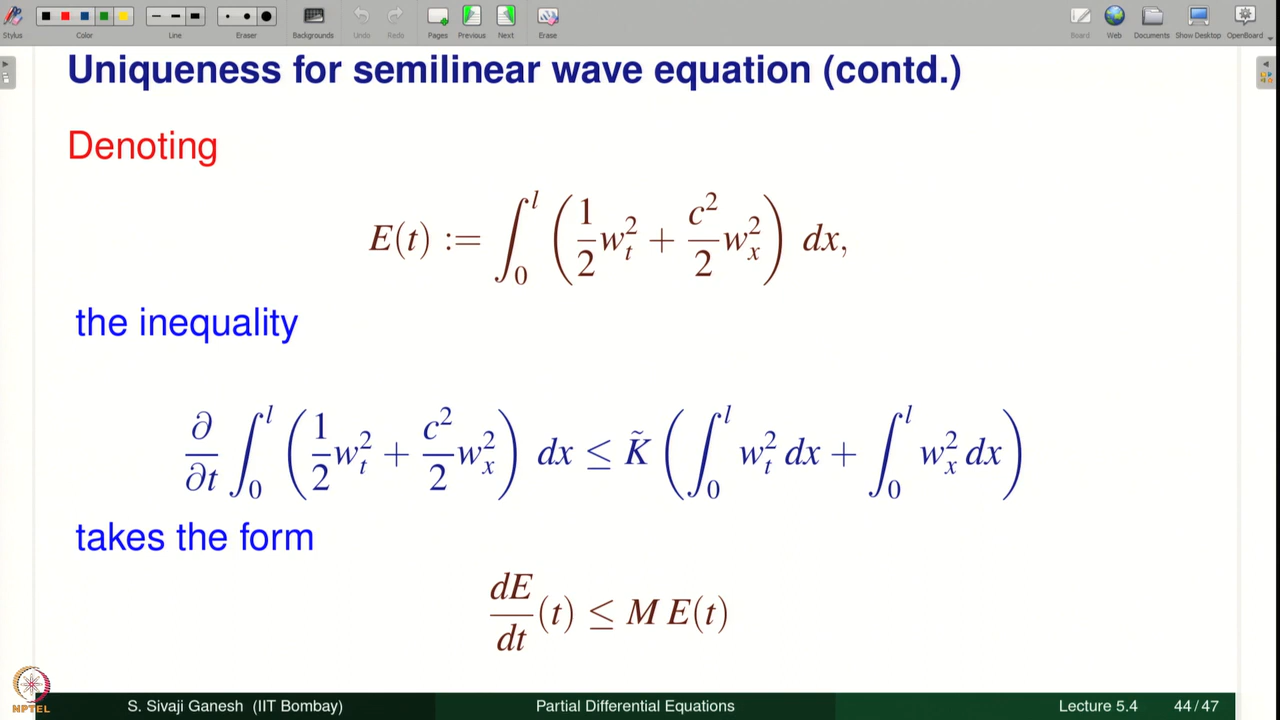 Stylus Color Line Eraser Backgrounds Undo Redo Pages Previous Next Erase Board Web Documents Show Desktop OpenBoard
Uniqueness for semilinear wave equation (contd.)
Denoting
E(t) := ∫_0^l (1/2 w_t^2 + c^2/2 w_x^2) dx,
the inequality
∂/∂t ∫_0^l (1/2 w_t^2 + c^2/2 w_x^2) dx ≤ K̃ (∫_0^l w_t^2 dx + ∫_0^l w_x^2 dx)
takes the form
dE/dt (t) ≤ M E(t)
NPTEL
S. Sivaji Ganesh (IIT Bombay) Partial Differential Equations Lecture 5.4 44 / 47